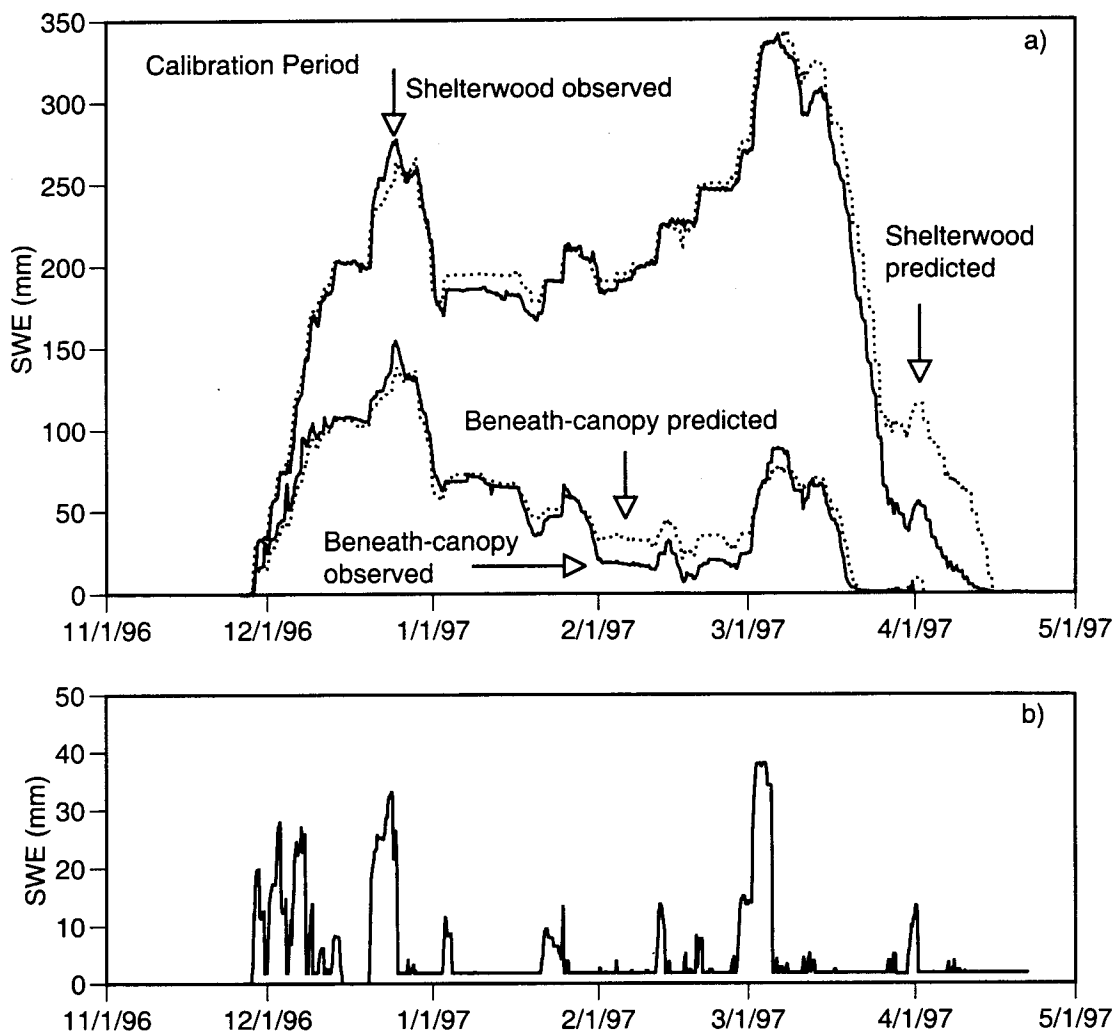 350
300
250
200
150
100
50
0
SWE (mm)
a)
Calibration Period
Shelterwood observed
Shelterwood
predicted
Beneath-canopy predicted
Beneath-canopy
observed
11/1/96 12/1/96 1/1/97 2/1/97 3/1/97 4/1/97 5/1/97
50
40
30
20
10
0
SWE (mm)
b)
11/1/96 12/1/96 1/1/97 2/1/97 3/1/97 4/1/97 5/1/97